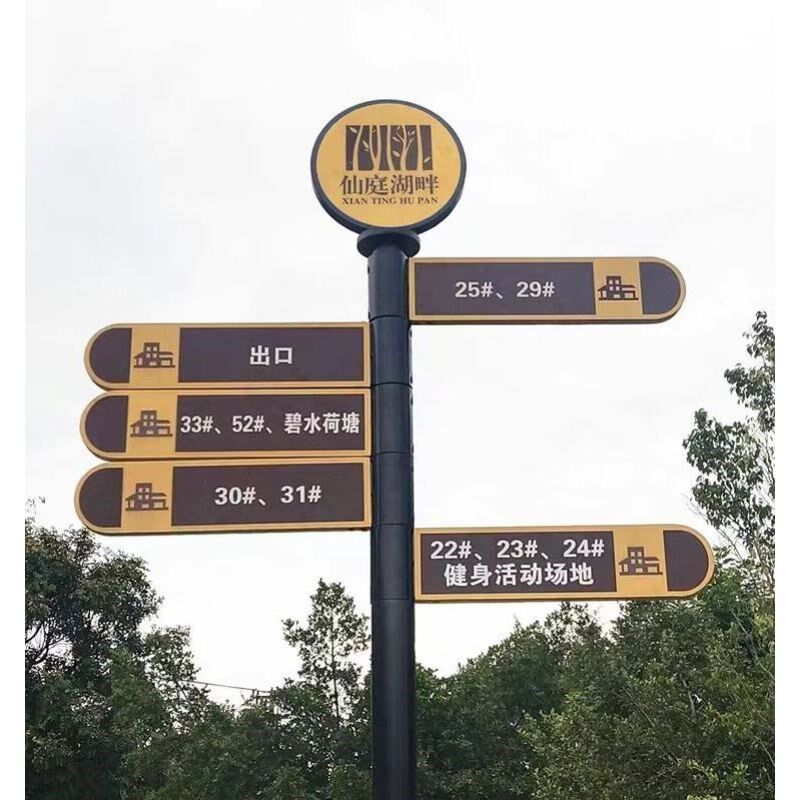 仙庭湖畔
XIAN TING HU PAN
25#、29#
出口
33#、52#、碧水荷塘
30#、31#
22#、23#、24#
健身活动场地